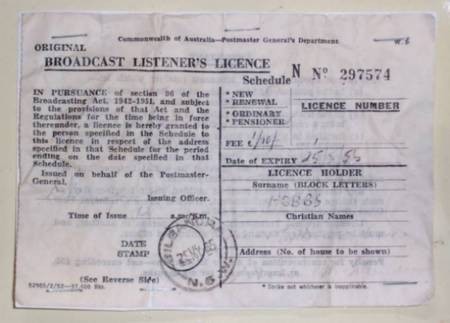 Commonwealth of Australia—Postmaster General's Department
ORIGINAL
BROADCAST LISTENER'S LICENCE
Schedule N Nº 297574
IN PURSUANCE of section 96 of
the Broadcasting Act, 1942-1951, and subject
to the provisions of that Act and the
Regulations for the time being in force
thereunder, a licence is hereby granted to
the person specified in the Schedule to
this licence in respect of the address
specified in that Schedule for the period
ending on the date specified in that
Schedule.
Issued on behalf of the Postmaster-
General.
Issuing Officer.
Time of Issue a.m./p.m.
DATE
STAMP
(See Reverse Side)
* NEW
RENEWAL
* ORDINARY
PENSIONER
LICENCE NUMBER
FEE £
Date of EXPIRY
LICENCE HOLDER
Surname (BLOCK LETTERS)
HOBBS
Christian Names
Address (No. of house to be shown)
GILGANDRA
N.S.W.
* Strike out whichever is inapplicable.